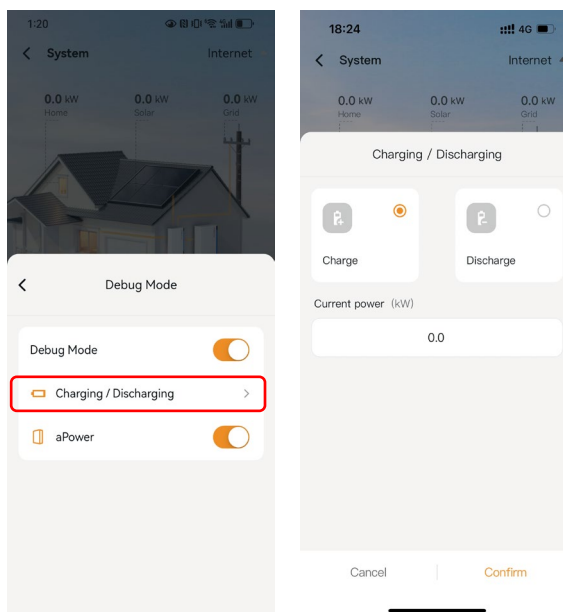 1:20
System
Internet
0.0 kW
0.0 kW
0.0 kW
Home
Solar
Grid
Debug Mode
Debug Mode
Charging / Discharging
aPower
18:24
4G
System
Internet
0.0 kW
0.0 kW
0.0 kW
Home
Solar
Grid
Charging / Discharging
Charge
Discharge
Current power (kW)
0.0
Cancel
Confirm